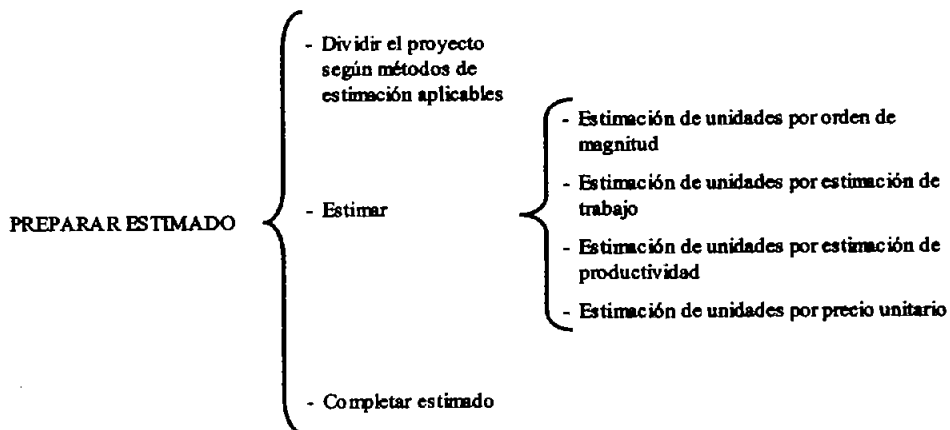 PREPARAR ESTIMADO
- Dividir el proyecto
según métodos de
estimación aplicables
- Estimar
- Estimación de unidades por orden de
magnitud
- Estimación de unidades por estimación de
trabajo
- Estimación de unidades por estimación de
productividad
- Estimación de unidades por precio unitario
- Completar estimado